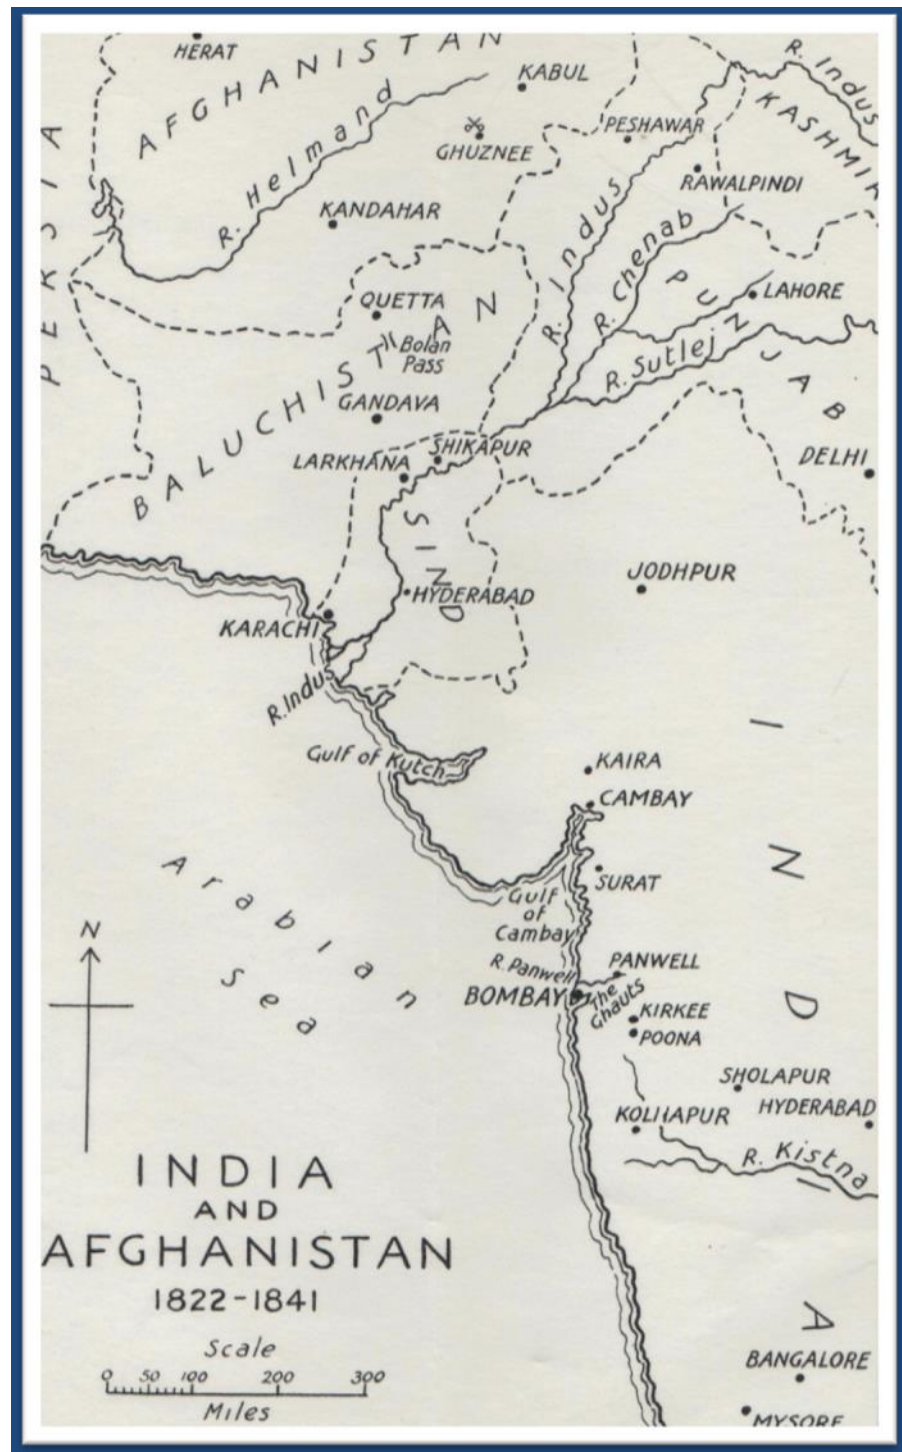 HERAT
AFGHANISTAN
KABUL
R. Indus
KASHMIR
PERSIA
R. Helmand
GHUZNEE
PESHAWAR
RAWALPINDI
KANDAHAR
R. Indus
R. Chenab
PUNJAB
LAHORE
QUETTA
Bolan
Pass
BALUCHISTAN
R. Sutlej
GANDAVA
SHIKAPUR
LARKHANA
DELHI
SIND
JODHPUR
HYDERABAD
KARACHI
R. Indu
INDIA
Gulf of Kutch
KAIRA
CAMBAY
Arabian
Sea
SURAT
Gulf
of
Cambay
N
R. Panwell
PANWELL
BOMBAY
The
Ghauts
KIRKEE
POONA
SHOLAPUR
KOLHAPUR
HYDERABAD
R. Kistna
INDIA
AND
AFGHANISTAN
1822-1841
Scale
0 50 100 200 300
Miles
BANGALORE
MYSORE